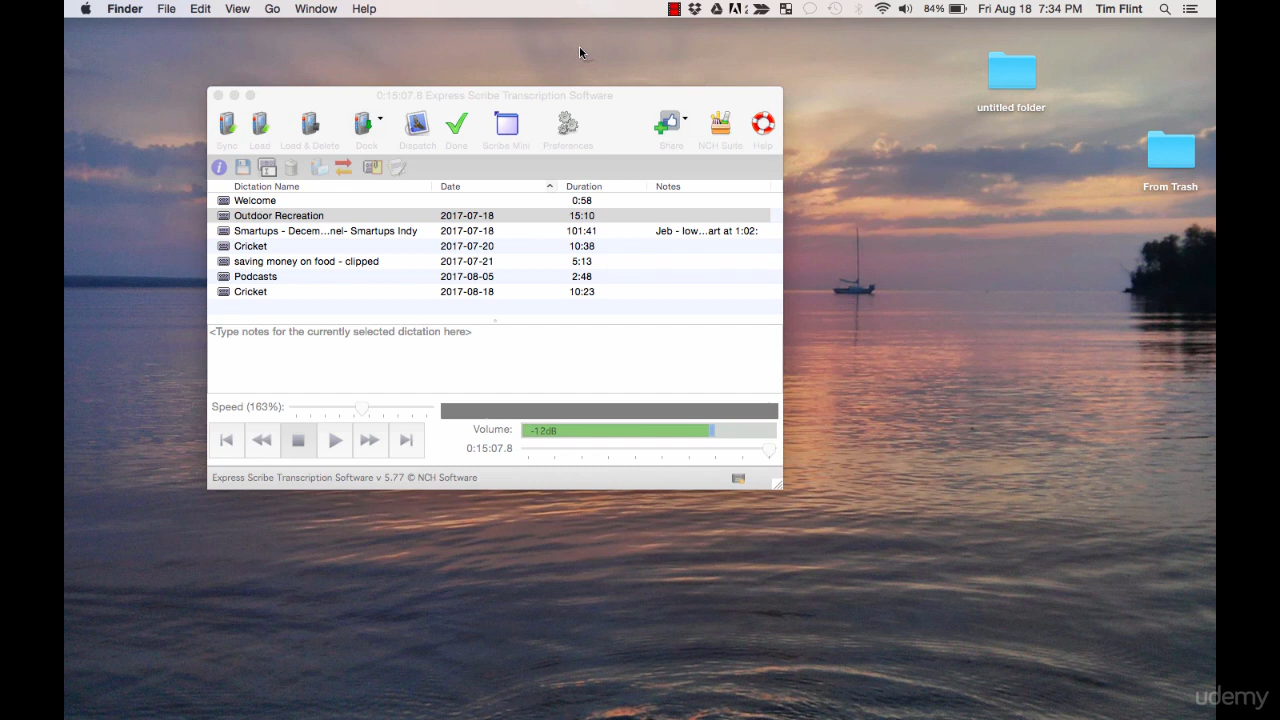 Finder File Edit View Go Window Help 84% Fri Aug 18 7:34 PM Tim Flint
untitled folder
From Trash
0:15:07.8 Express Scribe Transcription Software
Sync Load Load & Delete Dock Dispatch Done Scribe Mini Preferences Share NCH Suite Help
Dictation Name Date Duration Notes
Welcome 0:58
Outdoor Recreation 2017-07-18 15:10
Smartups - Decem...nel- Smartups Indy 2017-07-18 101:41 Jeb - low...art at 1:02:
Cricket 2017-07-20 10:38
saving money on food - clipped 2017-07-21 5:13
Podcasts 2017-08-05 2:48
Cricket 2017-08-18 10:23
<Type notes for the currently selected dictation here>
Speed (163%):
Volume: -12dB
0:15:07.8
Express Scribe Transcription Software v 5.77 © NCH Software
udemy